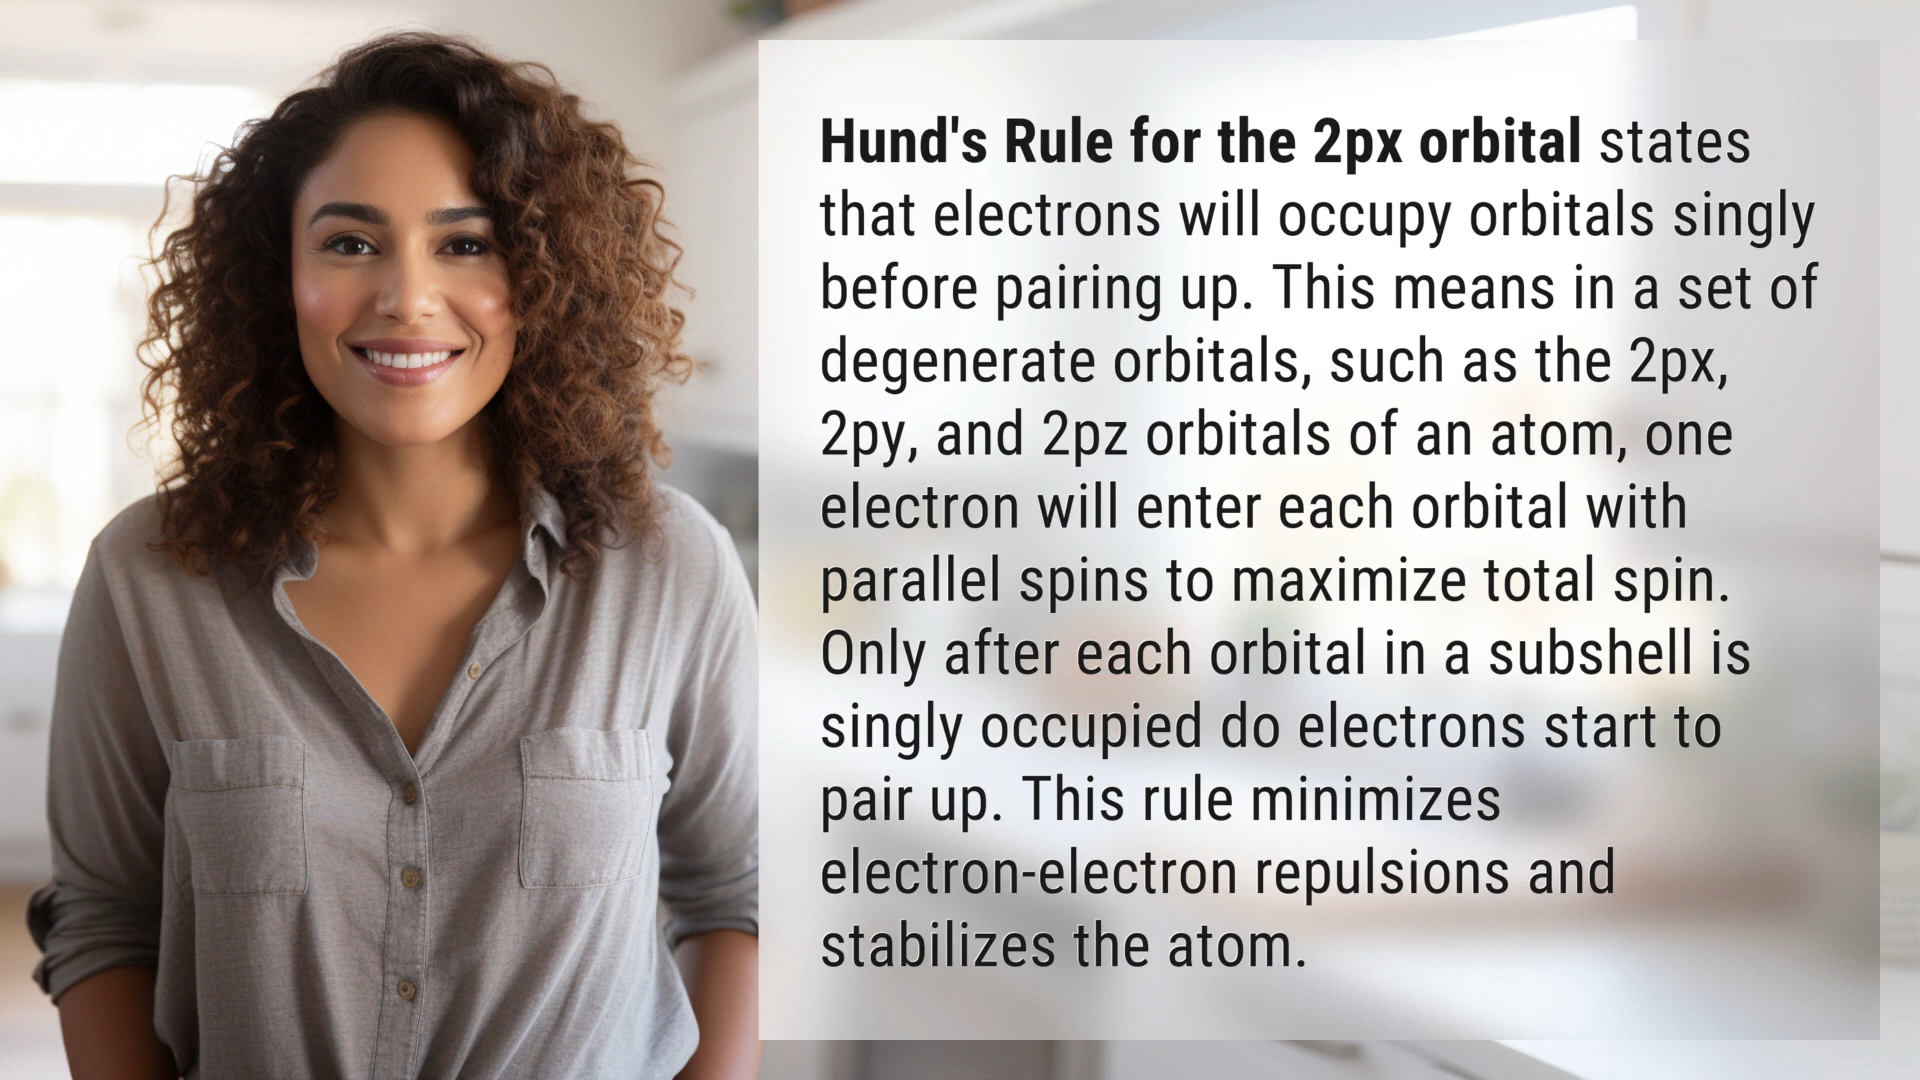 Hund's Rule for the 2px orbital states
that electrons will occupy orbitals singly
before pairing up. This means in a set of
degenerate orbitals, such as the 2px,
2py, and 2pz orbitals of an atom, one
electron will enter each orbital with
parallel spins to maximize total spin.
Only after each orbital in a subshell is
singly occupied do electrons start to
pair up. This rule minimizes
electron-electron repulsions and
stabilizes the atom.